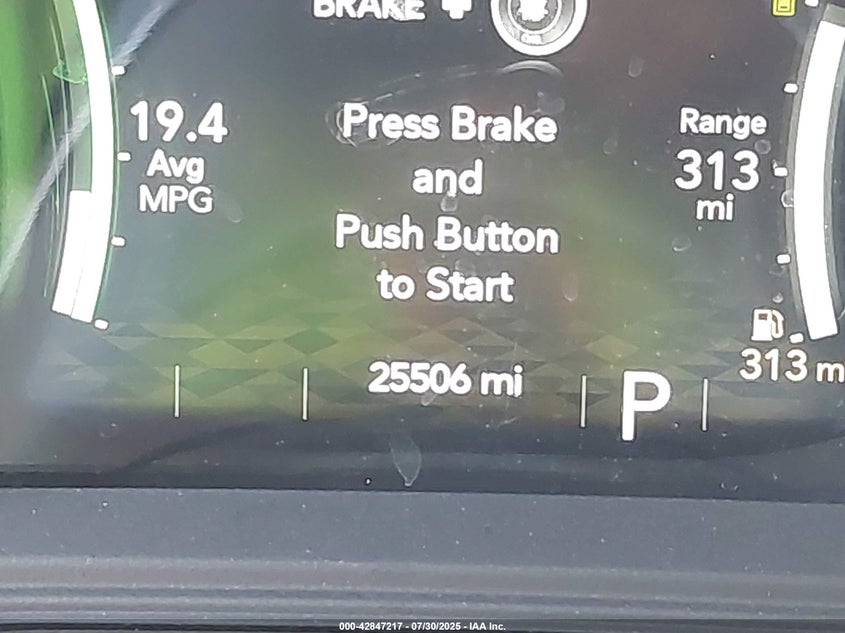 BRAKE +
19.4
Avg
MPG
Press Brake
and
Push Button
to Start
Range
313
mi
25506 mi
P
313 m
000-42847217 - 07/30/2025 - IAA Inc.